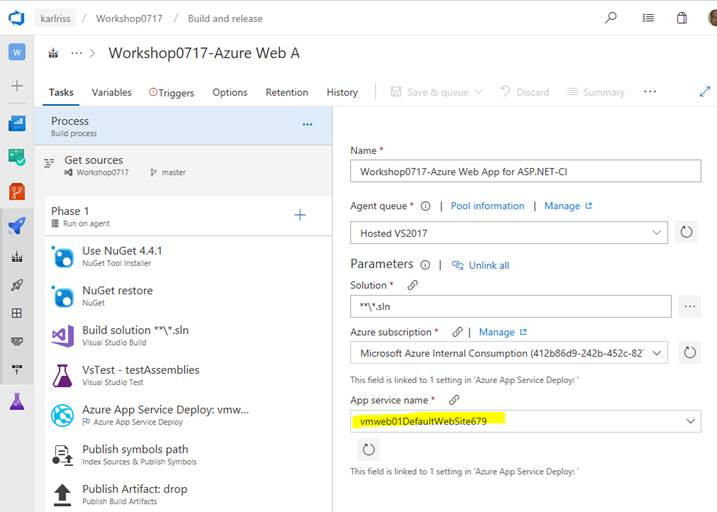 karlriss / Workshop0717 / Build and release
W
... > Workshop0717-Azure Web A
Tasks Variables Triggers Options Retention History Save & queue Discard Summary ...
Process
Build process
...
Get sources
Workshop0717 master
Phase 1
Run on agent
Use NuGet 4.4.1
NuGet Tool Installer
NuGet restore
NuGet
Build solution **\*.sln
Visual Studio Build
VsTest - testAssemblies
Visual Studio Test
Azure App Service Deploy: vmw...
Azure App Service Deploy
Publish symbols path
Index Sources & Publish Symbols
Publish Artifact: drop
Publish Build Artifacts
Name *
Workshop0717-Azure Web App for ASP.NET-CI
Agent queue * | Pool information | Manage
Hosted VS2017
Parameters | Unlink all
Solution *
**\*.sln
...
Azure subscription * | Manage
Microsoft Azure Internal Consumption (412b86d9-242b-452c-82
This field is linked to 1 setting in 'Azure App Service Deploy: '
App service name *
vmweb01DefaultWebSite679
This field is linked to 1 setting in 'Azure App Service Deploy: '